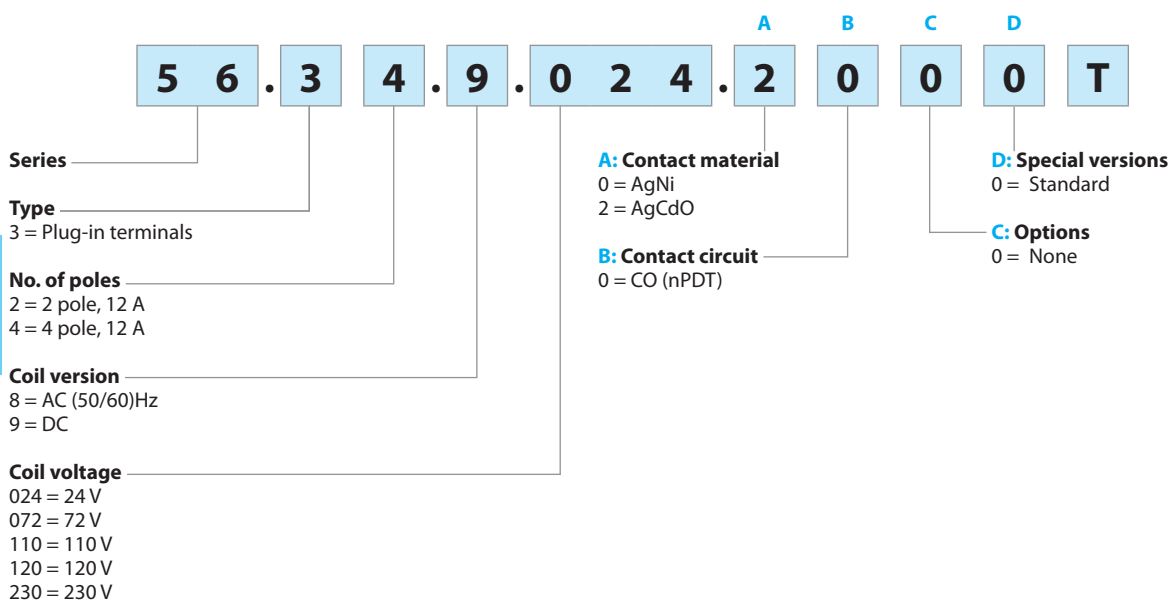 A B C D
5 6 . 3 4 . 9 . 0 2 4 . 2 0 0 0 T
Series
Type
3 = Plug-in terminals
No. of poles
2 = 2 pole, 12 A
4 = 4 pole, 12 A
Coil version
8 = AC (50/60)Hz
9 = DC
Coil voltage
024 = 24 V
072 = 72 V
110 = 110 V
120 = 120 V
230 = 230 V
A: Contact material
0 = AgNi
2 = AgCdO
B: Contact circuit
0 = CO (nPDT)
D: Special versions
0 = Standard
C: Options
0 = None